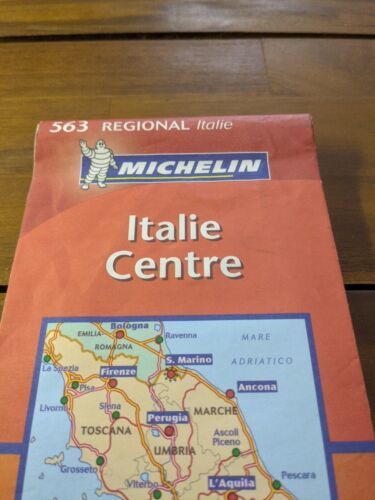 563 REGIONAL Italie
MICHELIN
Italie
Centre
Bologna
EMILIA-
ROMAGNA
Ravenna
MARE
ADRIATICO
La Spezia
Firenze
S. Marino
Pisa
Ancona
Livorno
Siena
MARCHE
TOSCANA
Perugia
Ascoli
Piceno
UMBRIA
Grosseto
L'Aquila
Pescara
Viterbo